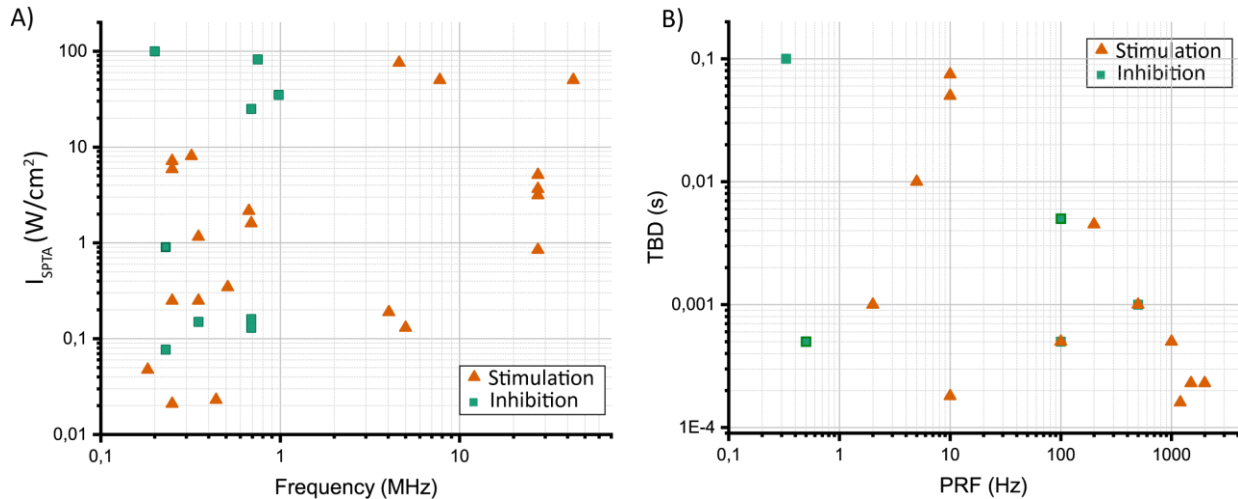 A)
I_SPTA (W/cm²)
100
10
1
0,1
0,01
0,1
1
10
Frequency (MHz)
Stimulation
Inhibition
B)
TBD (s)
0,1
0,01
0,001
1E-4
0,1
1
10
100
1000
PRF (Hz)
Stimulation
Inhibition